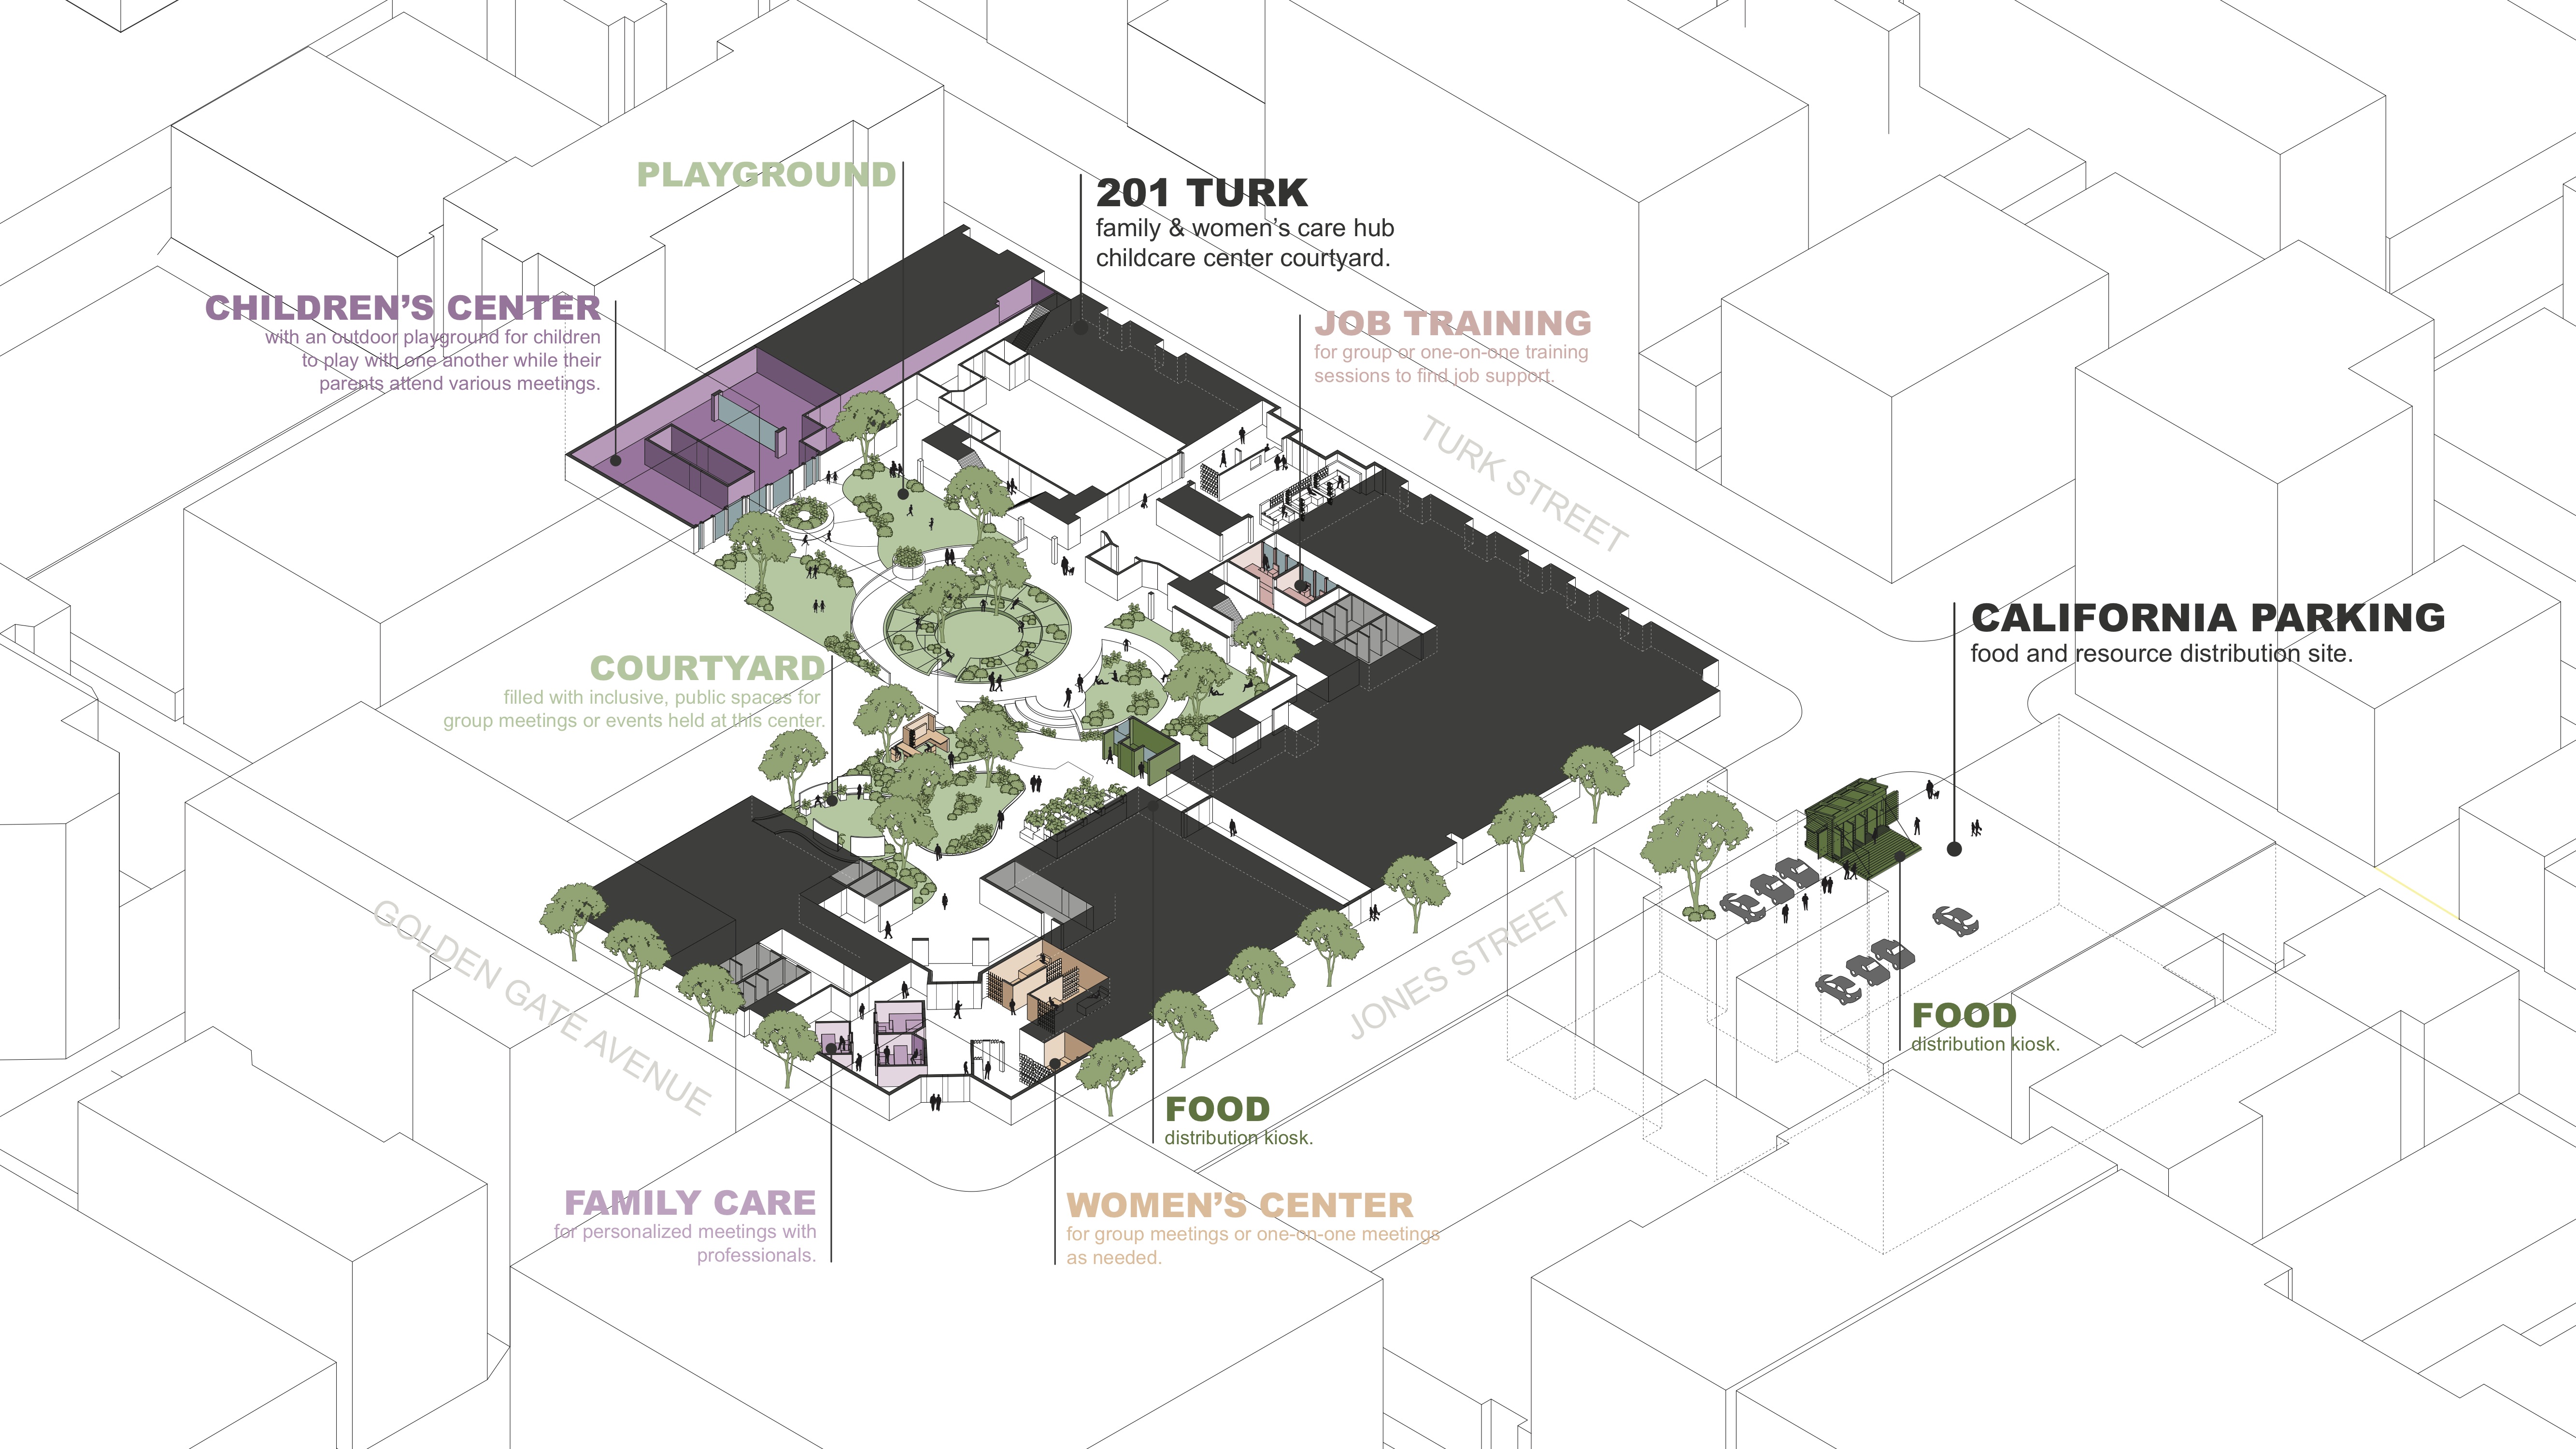 PLAYGROUND
201 TURK
family & women’s care hub
childcare center courtyard.
CHILDREN’S CENTER
with an outdoor playground for children
to play with one another while their
parents attend various meetings.
JOB TRAINING
for group or one-on-one training
sessions to find job support.
TURK STREET
CALIFORNIA PARKING
food and resource distribution site.
COURTYARD
filled with inclusive, public spaces for
group meetings or events held at this center.
GOLDEN GATE AVENUE
JONES STREET
FOOD
distribution kiosk.
FOOD
distribution kiosk.
FAMILY CARE
for personalized meetings with
professionals.
WOMEN’S CENTER
for group meetings or one-on-one meetings
as needed.